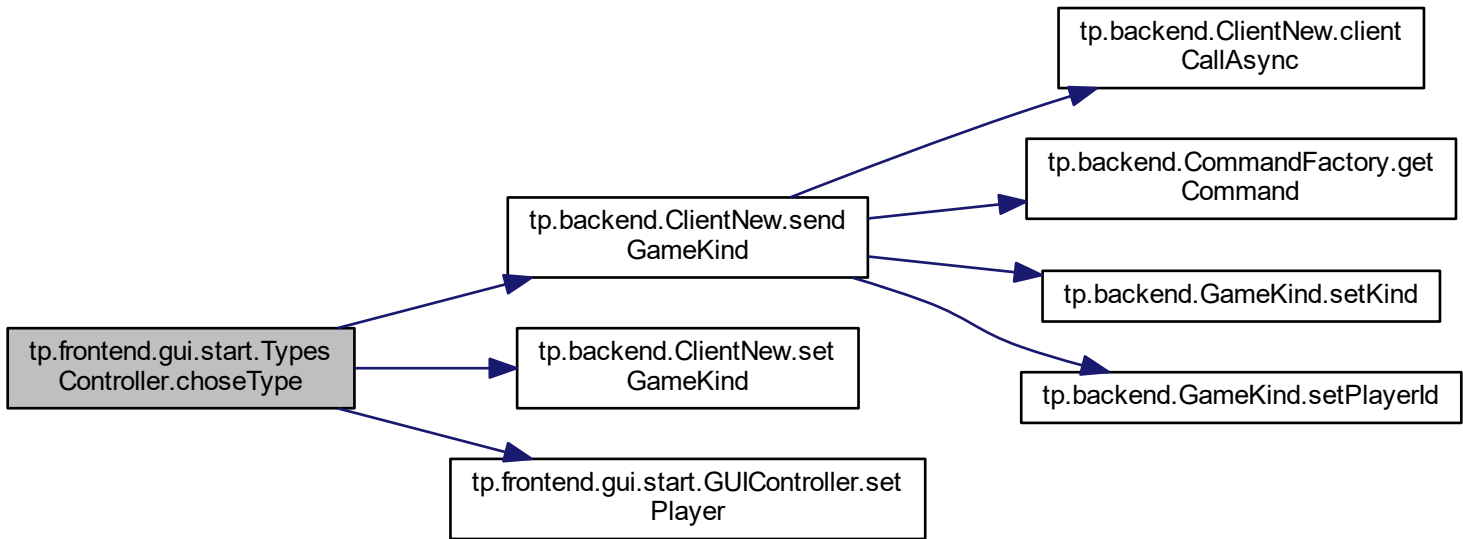 tp.frontend.gui.start.Types
Controller.choseType
tp.backend.ClientNew.send
GameKind
tp.backend.ClientNew.set
GameKind
tp.frontend.gui.start.GUIController.set
Player
tp.backend.ClientNew.client
CallAsync
tp.backend.CommandFactory.get
Command
tp.backend.GameKind.setKind
tp.backend.GameKind.setPlayerId